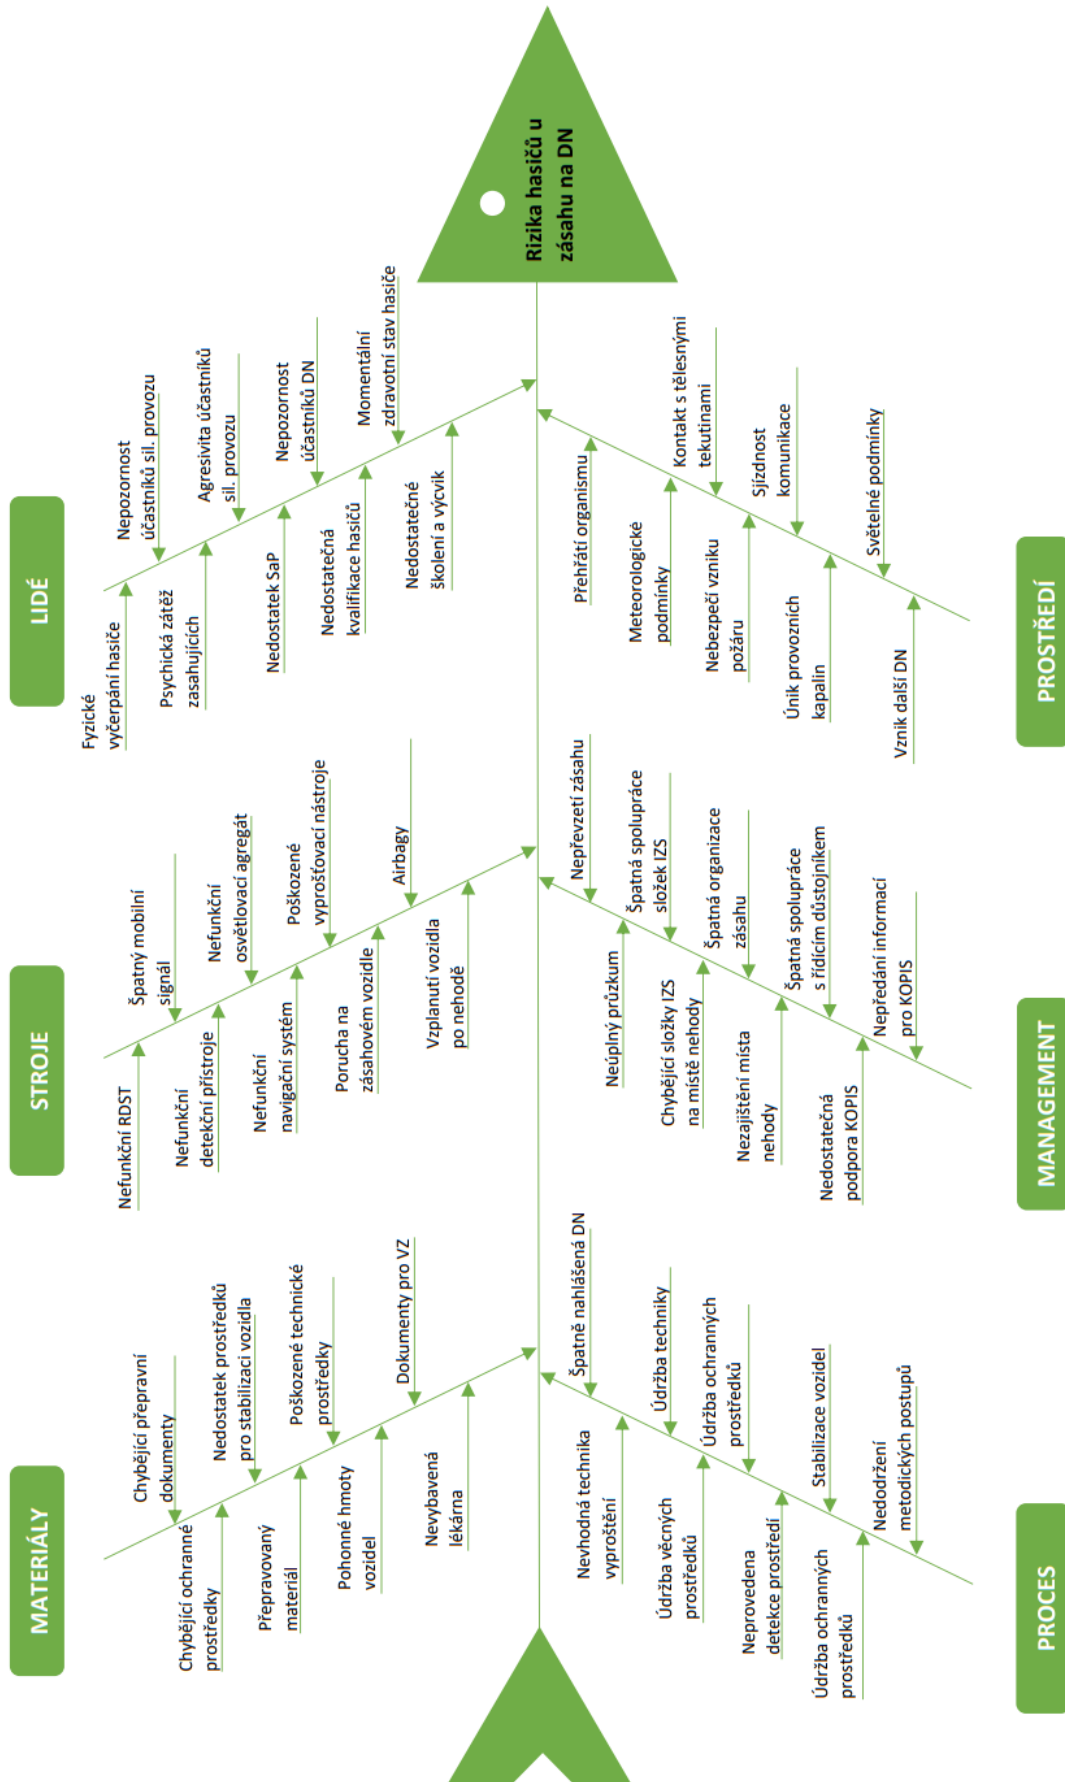 MATERIÁLY
Chybějící přepravní
dokumenty
Chybějící ochranné
prostředky
Nedostatek prostředků
pro stabilizaci vozidla
Přepravovaný
materiál
Poškozené technické
prostředky
Pohonné hmoty
vozidel
Dokumenty pro VZ
Nevybavená
lékárna
STROJE
Nefunkční RDST
Špatný mobilní
signál
Nefunkční
detekční přístroje
Nefunkční
osvětlovací agregát
Nefunkční
navigační systém
Poškozené
vyprošťovací nástroje
Porucha na
zásahovém vozidle
Airbagy
Vzplanutí vozidla
po nehodě
LIDÉ
Fyzické
vyčerpání hasiče
Nepozornost
účastníků sil. provozu
Psychická zátěž
zasahujících
Agresivita účastníků
sil. provozu
Nedostatek SaP
Nepozornost
účastníků DN
Nedostatečná
kvalifikace hasičů
Momentální
zdravotní stav hasiče
Nedostatečné
školení a výcvik
Rizika hasičů u
zásahu na DN
Špatně nahlášená DN
Nevhodná technika
vyproštění
Údržba techniky
Údržba věcných
prostředků
Údržba ochranných
prostředků
Neprovedena
detekce prostředí
Stabilizace vozidel
Údržba ochranných
prostředků
Nedodržení
metodických postupů
PROCES
Nepřevzetí zásahu
Neúplný průzkum
Špatná spolupráce
složek IZS
Chybějící složky IZS
na místě nehody
Špatná organizace
zásahu
Nezajištění místa
nehody
Špatná spolupráce
s řídícím důstojníkem
Nedostatečná
podpora KOPIS
Nepředání informací
pro KOPIS
MANAGEMENT
Přehřátí organismu
Meteorologické
podmínky
Kontakt s tělesnými
tekutinami
Nebezpečí vzniku
požáru
Sjízdnost
komunikace
Únik provozních
kapalin
Světelné podmínky
Vznik další DN
PROSTŘEDÍ